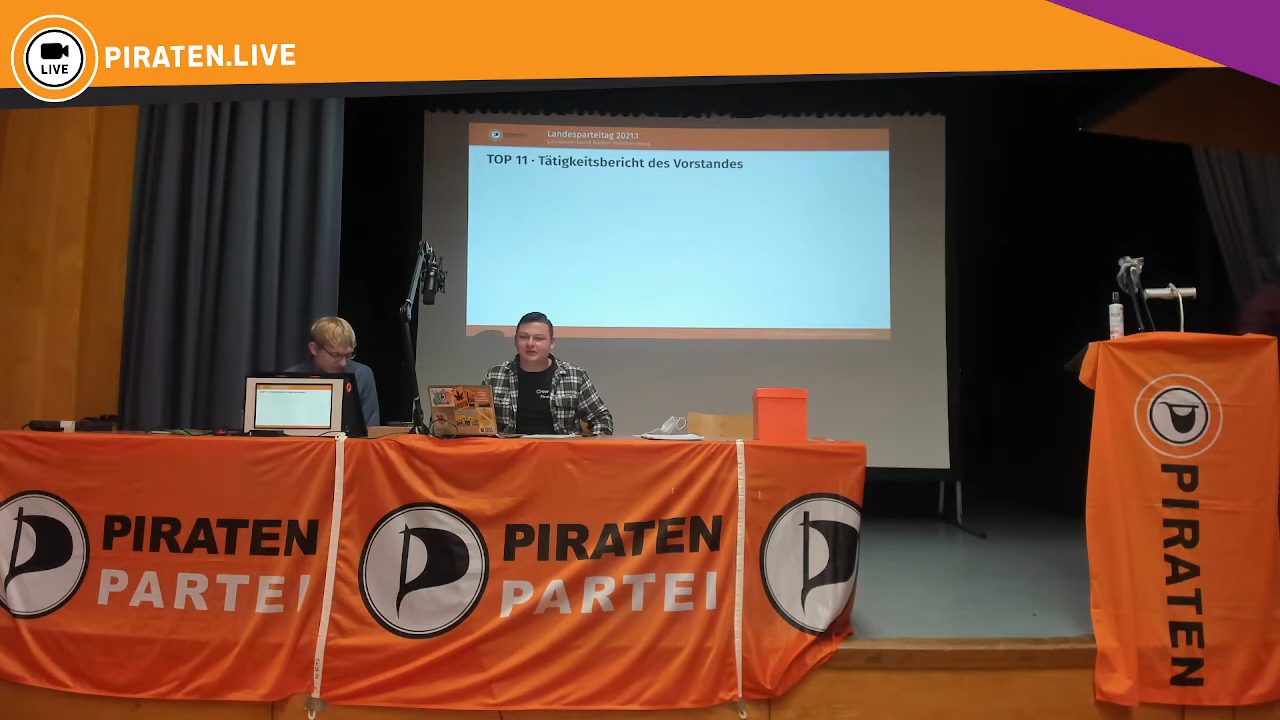 LIVE
PIRATEN.LIVE
Landesparteitag 2021.1
TOP 11 · Tätigkeitsbericht des Vorstandes
PIRATEN
PARTEI
PIRATEN
PARTEI
PIRATEN